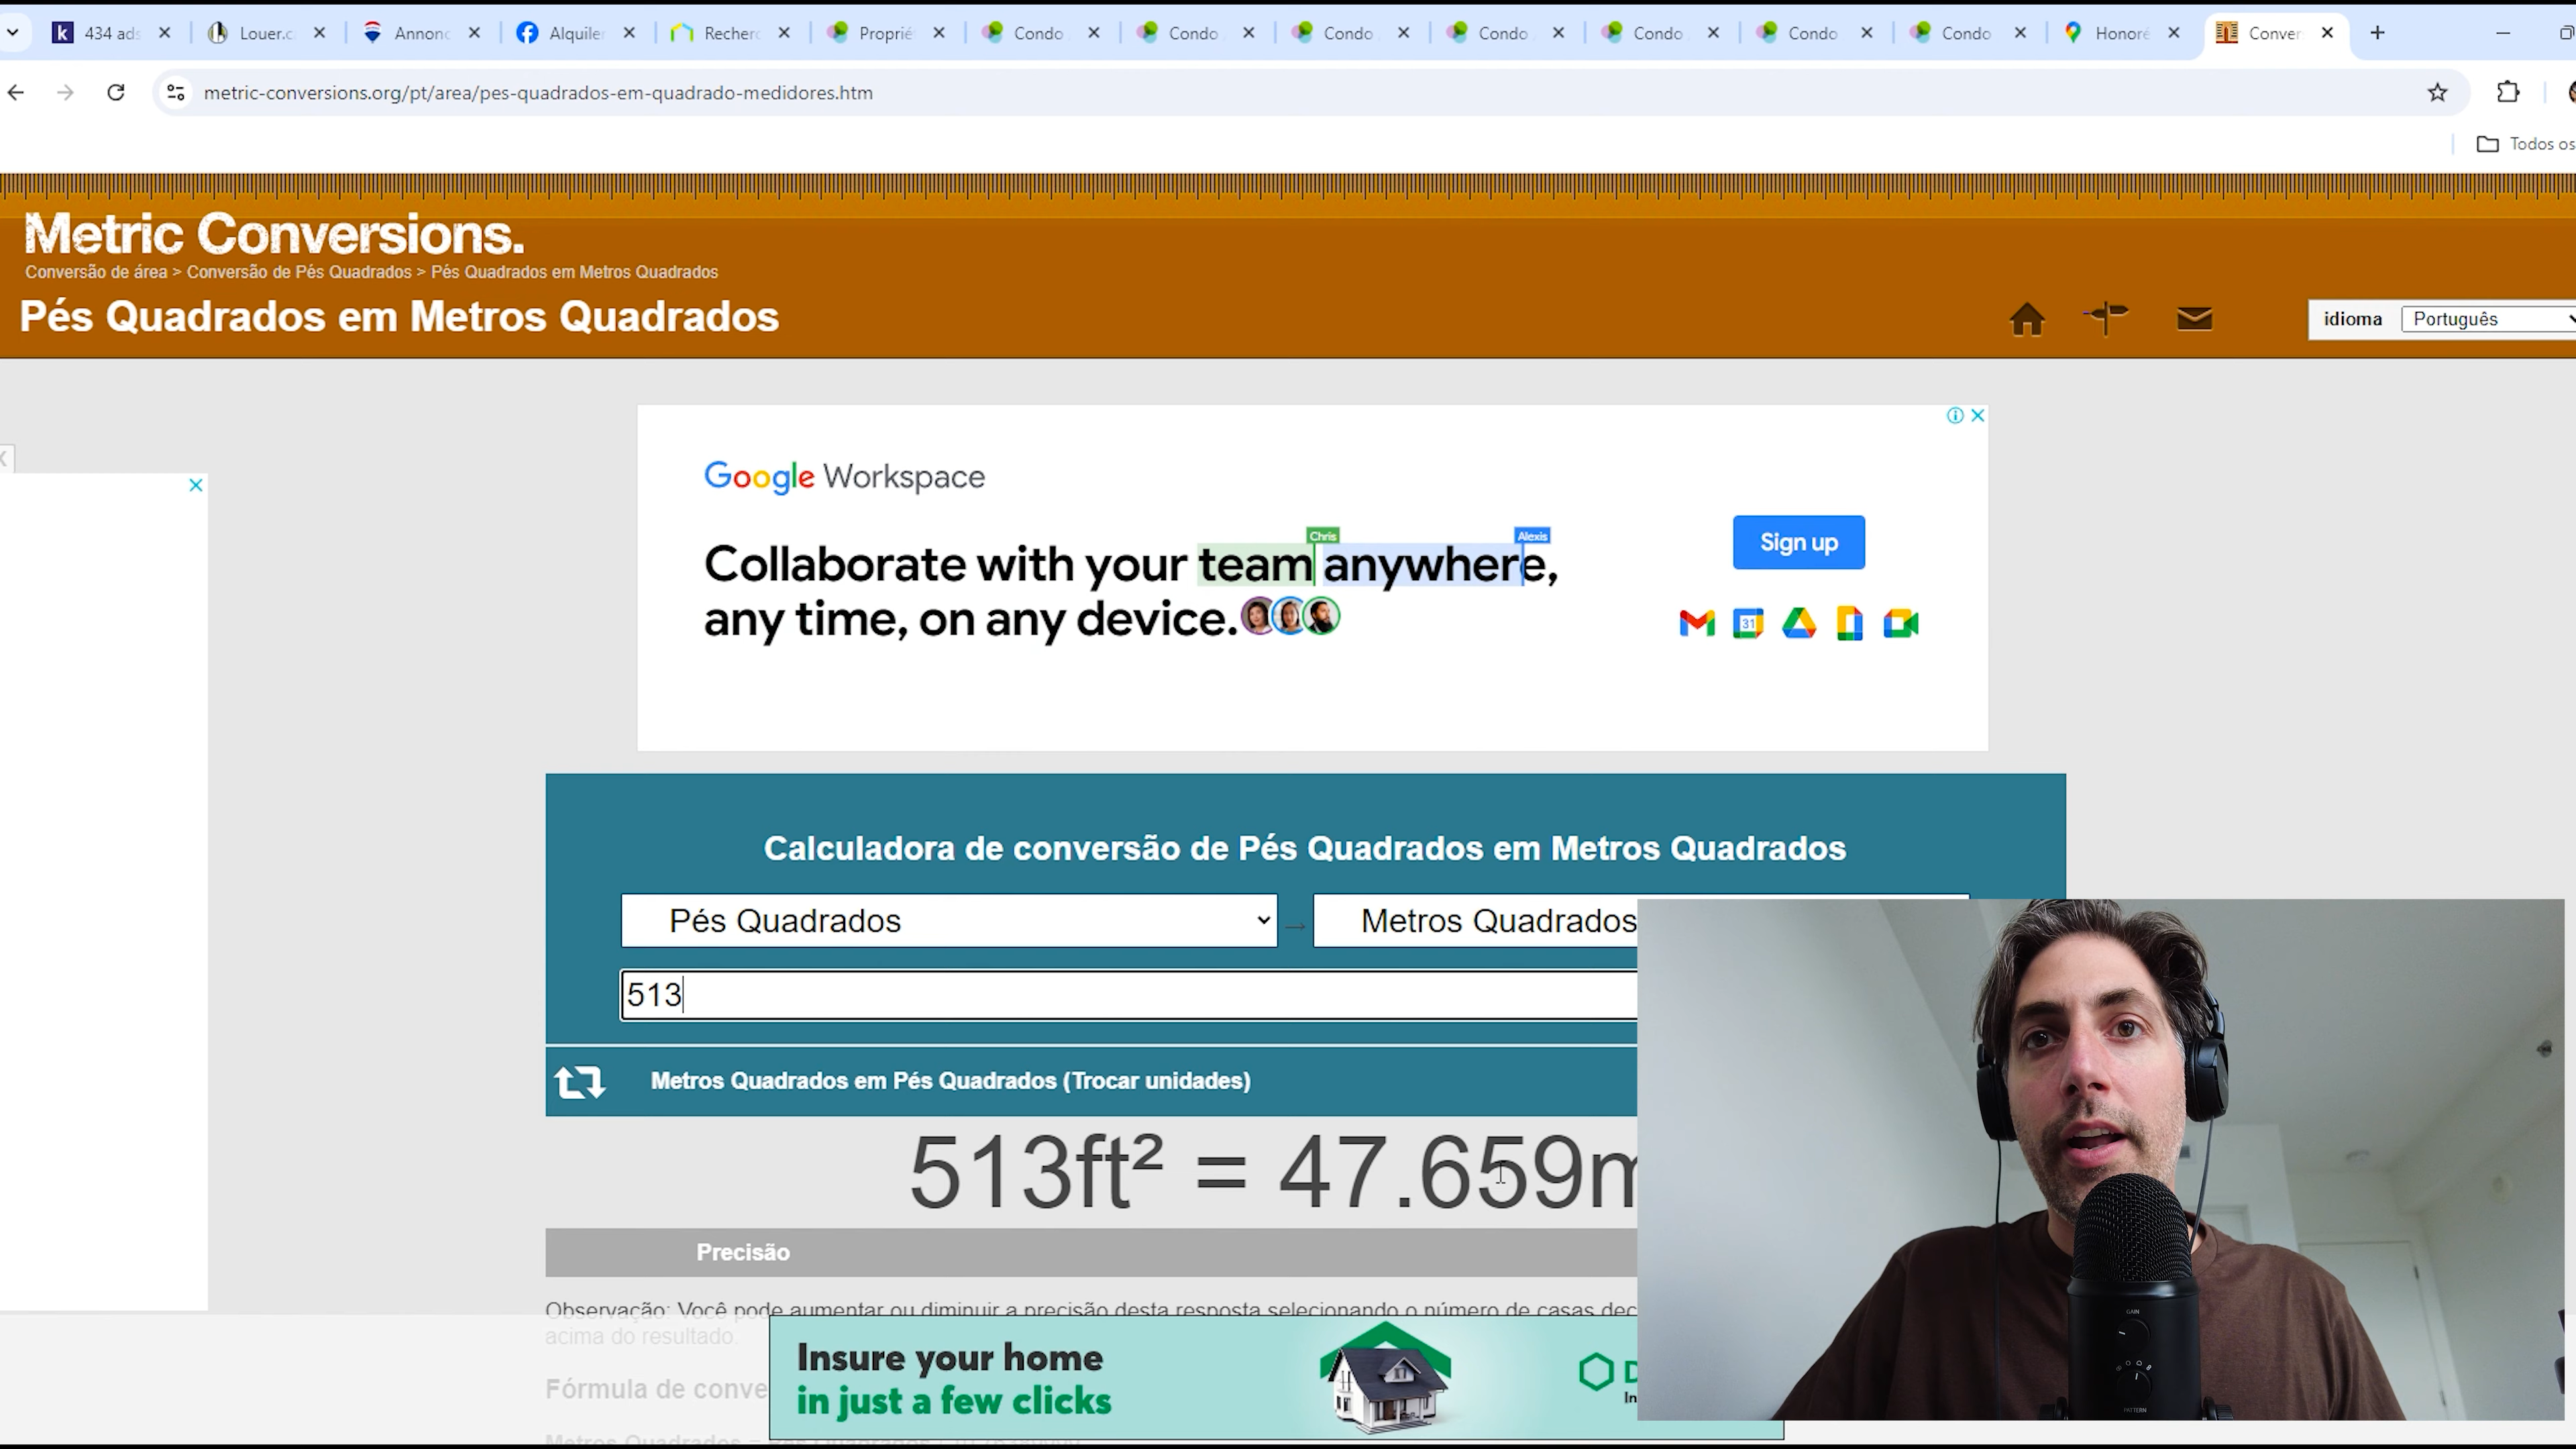 434 ads
Louer.c
Annonc
Alquiler
Recherc
Proprié
Condo
Condo
Condo
Condo
Condo
Condo
Condo
Honoré
Conver
metric-conversions.org/pt/area/pes-quadrados-em-quadrado-medidores.htm
Todos os
Metric Conversions.
Conversão de área > Conversão de Pés Quadrados > Pés Quadrados em Metros Quadrados
Pés Quadrados em Metros Quadrados
idioma
Português
Google Workspace
Chris
Alexis
Collaborate with your team anywhere,
any time, on any device.
Sign up
31
Calculadora de conversão de Pés Quadrados em Metros Quadrados
Pés Quadrados
→ Metros Quadrados
513
Metros Quadrados em Pés Quadrados (Trocar unidades)
513ft² = 47.659m
Precisão
Observação: Você pode aumentar ou diminuir a precisão desta resposta selecionando o número de casas dec
acima do resultado.
Insure your home
in just a few clicks
Fórmula de conve
GAIN
PATTERN